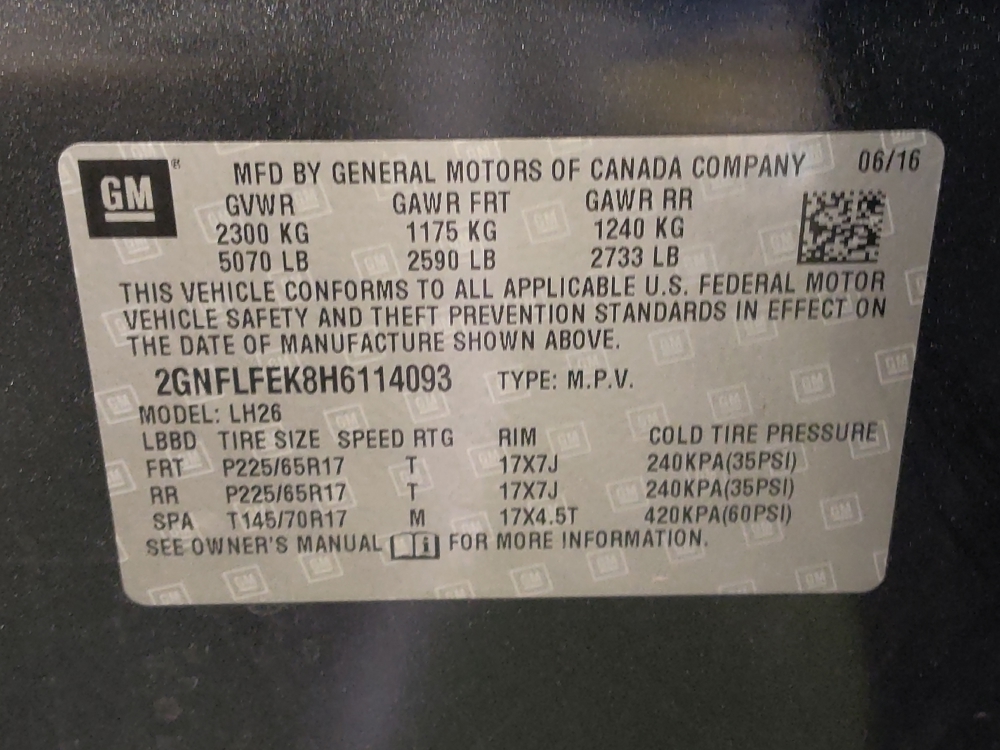 GM ® MFD BY GENERAL MOTORS OF CANADA COMPANY 06/16
GVWR GAWR FRT GAWR RR
2300 KG 1175 KG 1240 KG
5070 LB 2590 LB 2733 LB
THIS VEHICLE CONFORMS TO ALL APPLICABLE U.S. FEDERAL MOTOR
VEHICLE SAFETY AND THEFT PREVENTION STANDARDS IN EFFECT ON
THE DATE OF MANUFACTURE SHOWN ABOVE.
2GNFLFEK8H6114093 TYPE: M.P.V.
MODEL: LH26
LBBD TIRE SIZE SPEED RTG RIM COLD TIRE PRESSURE
FRT P225/65R17 T 17X7J 240KPA(35PSI)
RR P225/65R17 T 17X7J 240KPA(35PSI)
SPA T145/70R17 M 17X4.5T 420KPA(60PSI)
SEE OWNER'S MANUAL i FOR MORE INFORMATION.